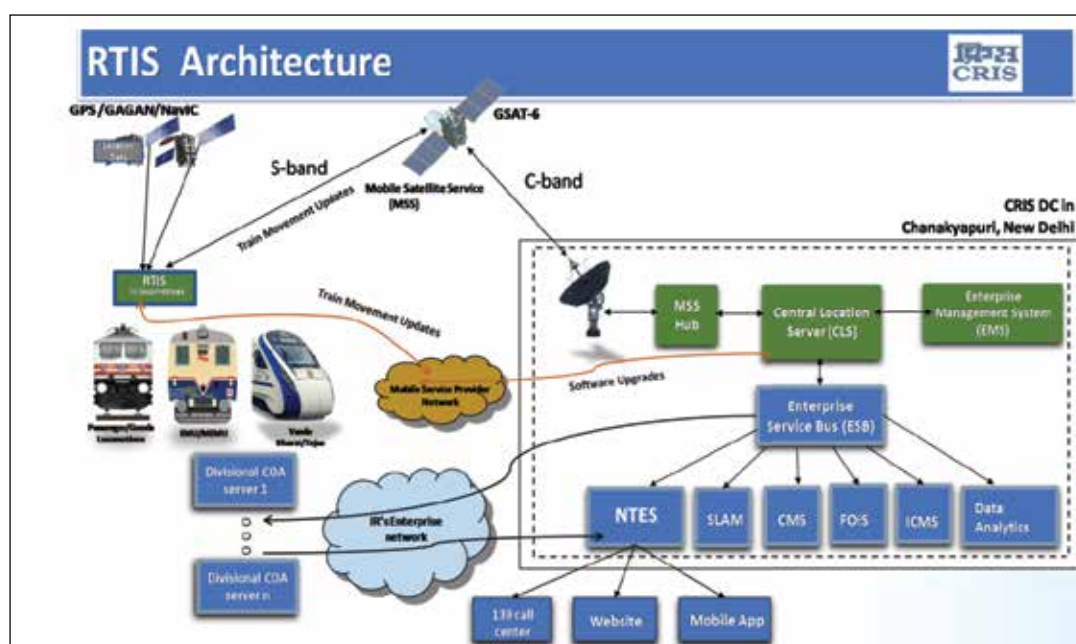 RTIS Architecture
CRIS
GPS/GAGAN/NavIC
GSAT-6
S-band
Mobile Satellite Service
(MSS)
C-band
Train Movement Updates
CRIS DC in
Chanakyapuri, New Delhi
RTIS
Train Movement Updates
MSS
Hub
Central Location
Server (CLS)
Enterprise
Management System
(EMS)
Mobile Service Provider
Network
Software Upgrades
Passenger/Goods
Locomotives
EMU/MEMU
Vande
Bharat/Tejas
Enterprise
Service Bus (ESB)
Divisional COA
server 1
IR's Enterprise
network
NTES
SLAM
CMS
FOIS
ICMS
Data
Analytics
Divisional COA
server n
139 call
center
Website
Mobile App